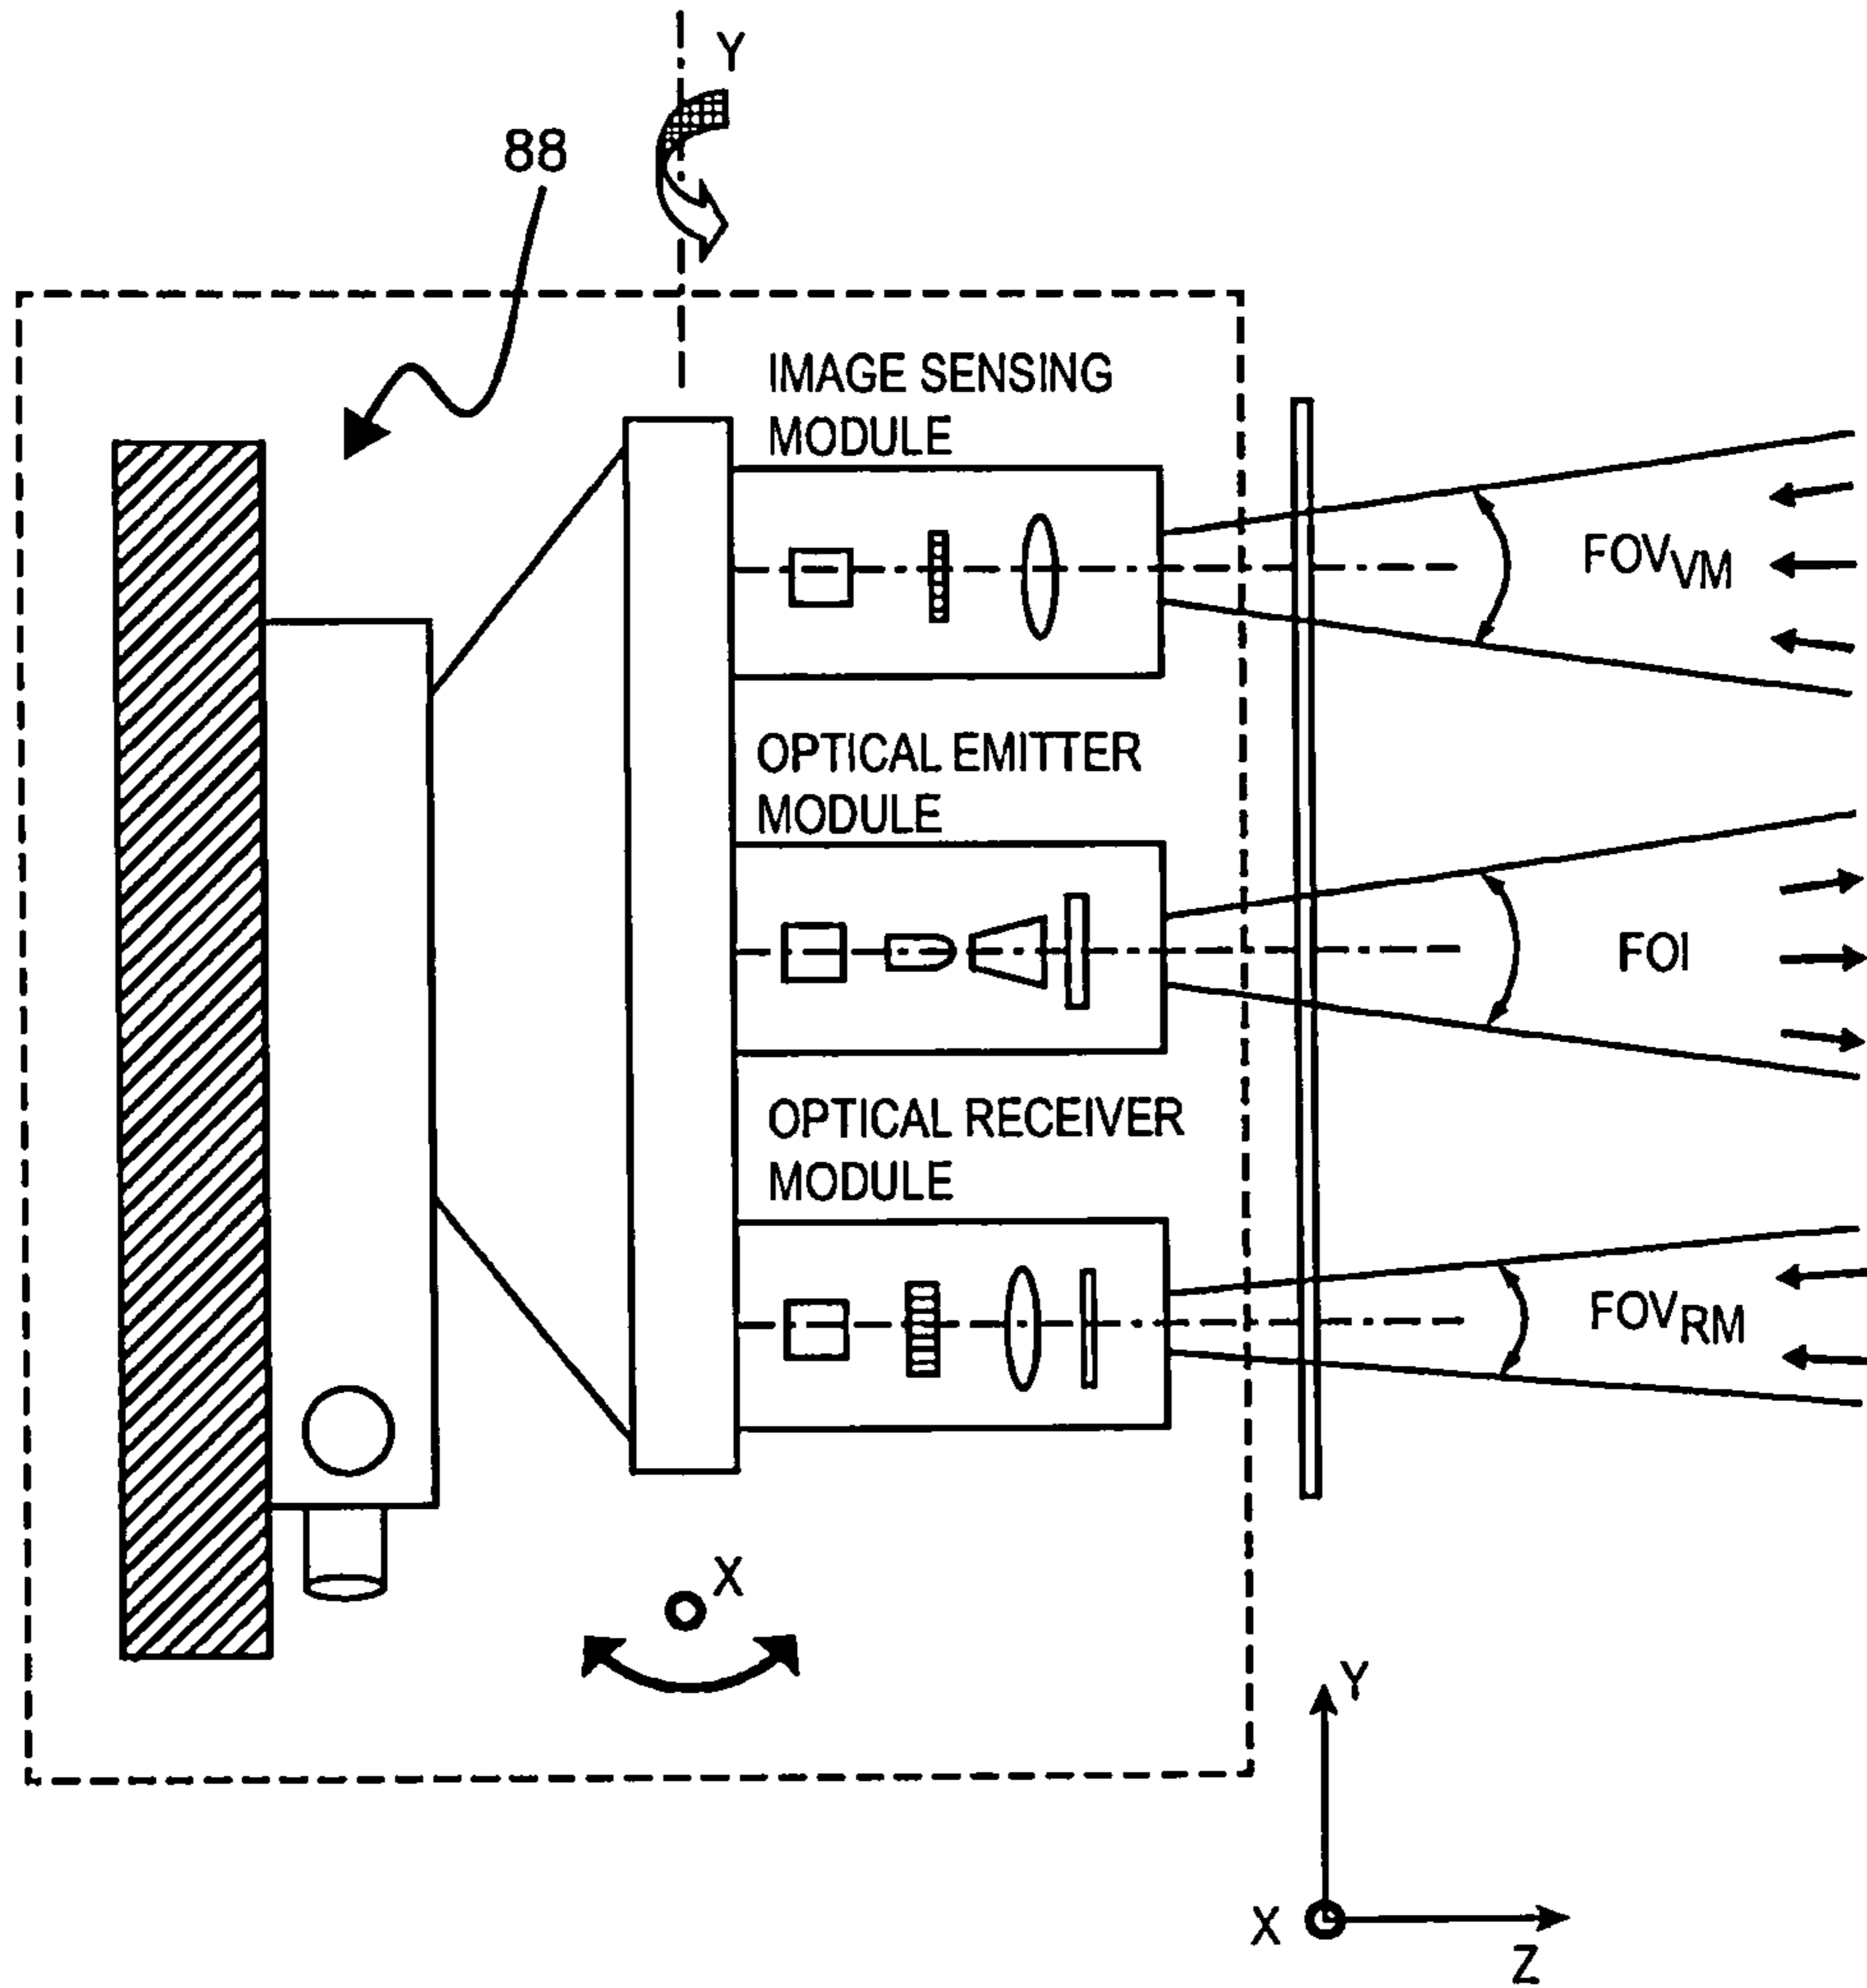 Y
88
IMAGE SENSING
MODULE
FOVVM
OPTICAL EMITTER
MODULE
FOI
OPTICAL RECEIVER
MODULE
FOVRM
X
Y
X
Z